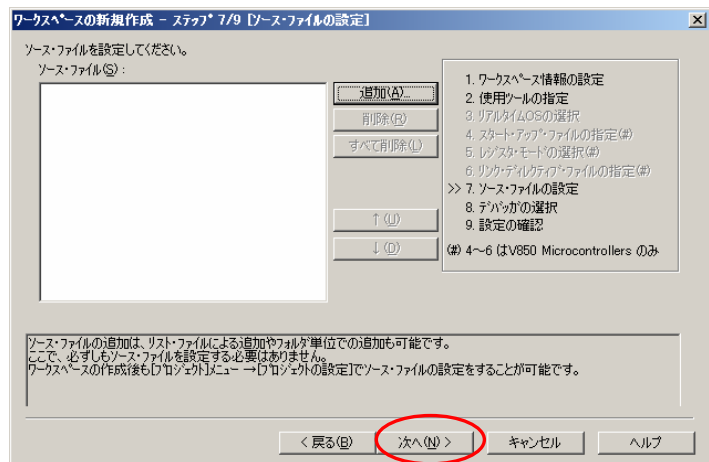 ワークスペースの新規作成 - ステップ 7/9 [ソース・ファイルの設定]
ソース・ファイルを設定してください。
ソース・ファイル(S):
追加(A)...
削除(R)
すべて削除(L)
↑(U)
↓(D)
1. ワークスペース情報の設定
2. 使用ツールの指定
3. リアルタイムOSの選択
4. スタート・アップ・ファイルの指定(#)
5. レジスタ・モードの選択(#)
6. リンク・ディレクティブ・ファイルの指定(#)
>> 7. ソース・ファイルの設定
8. デバッガの選択
9. 設定の確認
(#) 4~6 はV850 Microcontrollers のみ
ソース・ファイルの追加は、リスト・ファイルによる追加やフォルダ単位での追加も可能です。
ここで、必ずしもソース・ファイルを設定する必要はありません。
ワークスペースの作成後も[プロジェクト]メニュー →[プロジェクトの設定]でソース・ファイルの設定をすることが可能です。
< 戻る(B)
次へ(N) >
キャンセル
ヘルプ